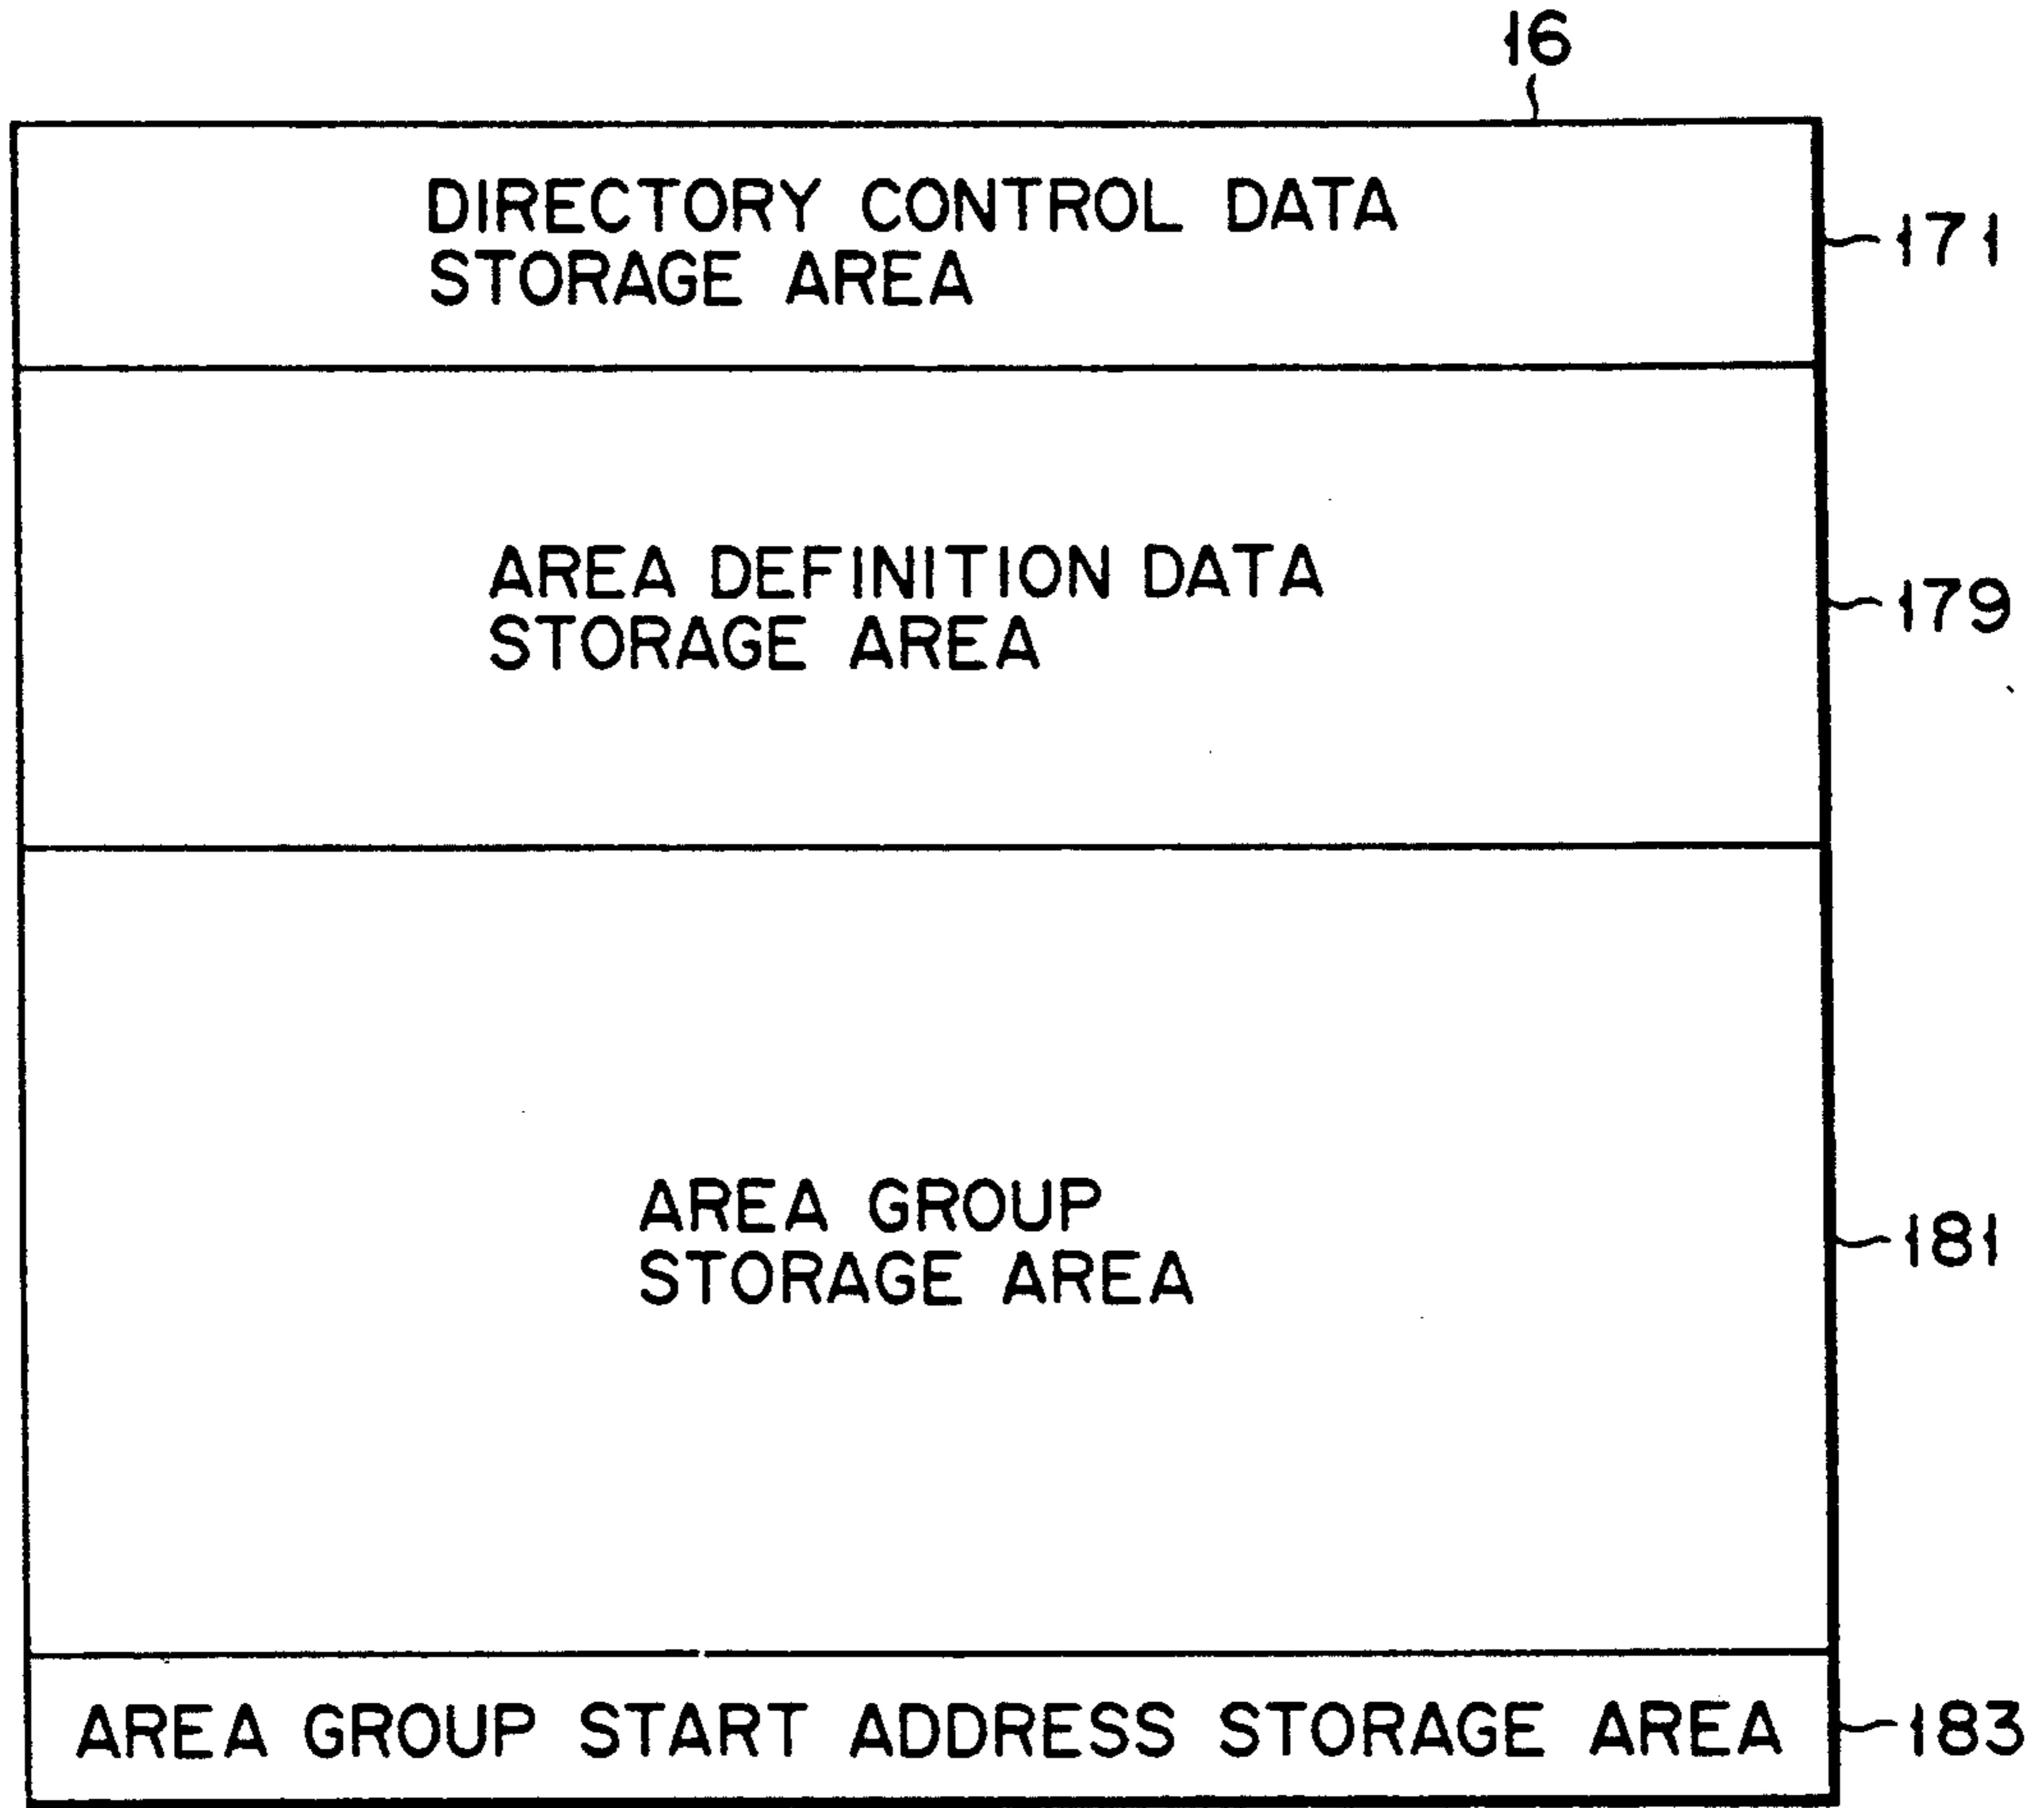 16
DIRECTORY CONTROL DATA
STORAGE AREA
171
AREA DEFINITION DATA
STORAGE AREA
179
AREA GROUP
STORAGE AREA
181
AREA GROUP START ADDRESS STORAGE AREA
183